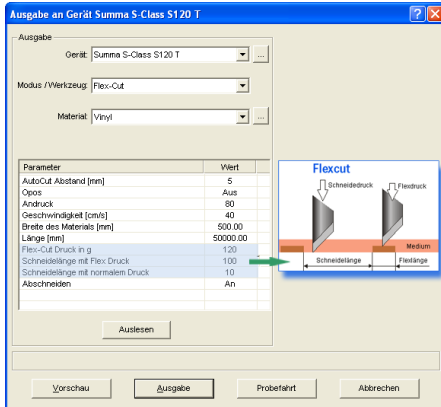 Ausgabe an Gerät Summa S-Class S120 T
Ausgabe
Gerät: Summa S-Class S120 T ...
Modus / Werkzeug: Flex-Cut
Material: Vinyl ...
Parameter Wert
AutoCut Abstand [mm] 5
Opos Aus
Andruck 80
Geschwindigkeit [cm/s] 40
Breite des Materials [mm] 500.00
Länge [mm] 50000.00
Flex-Cut Druck in g 120
Schneidelänge mit Flex Druck 100
Schneidelänge mit normalem Druck 10
Abschneiden An
Auslesen
Flexcut
Schneidedruck Flexdruck
Medium
Schneidelänge Flexlänge
Vorschau Ausgabe Probefahrt Abbrechen